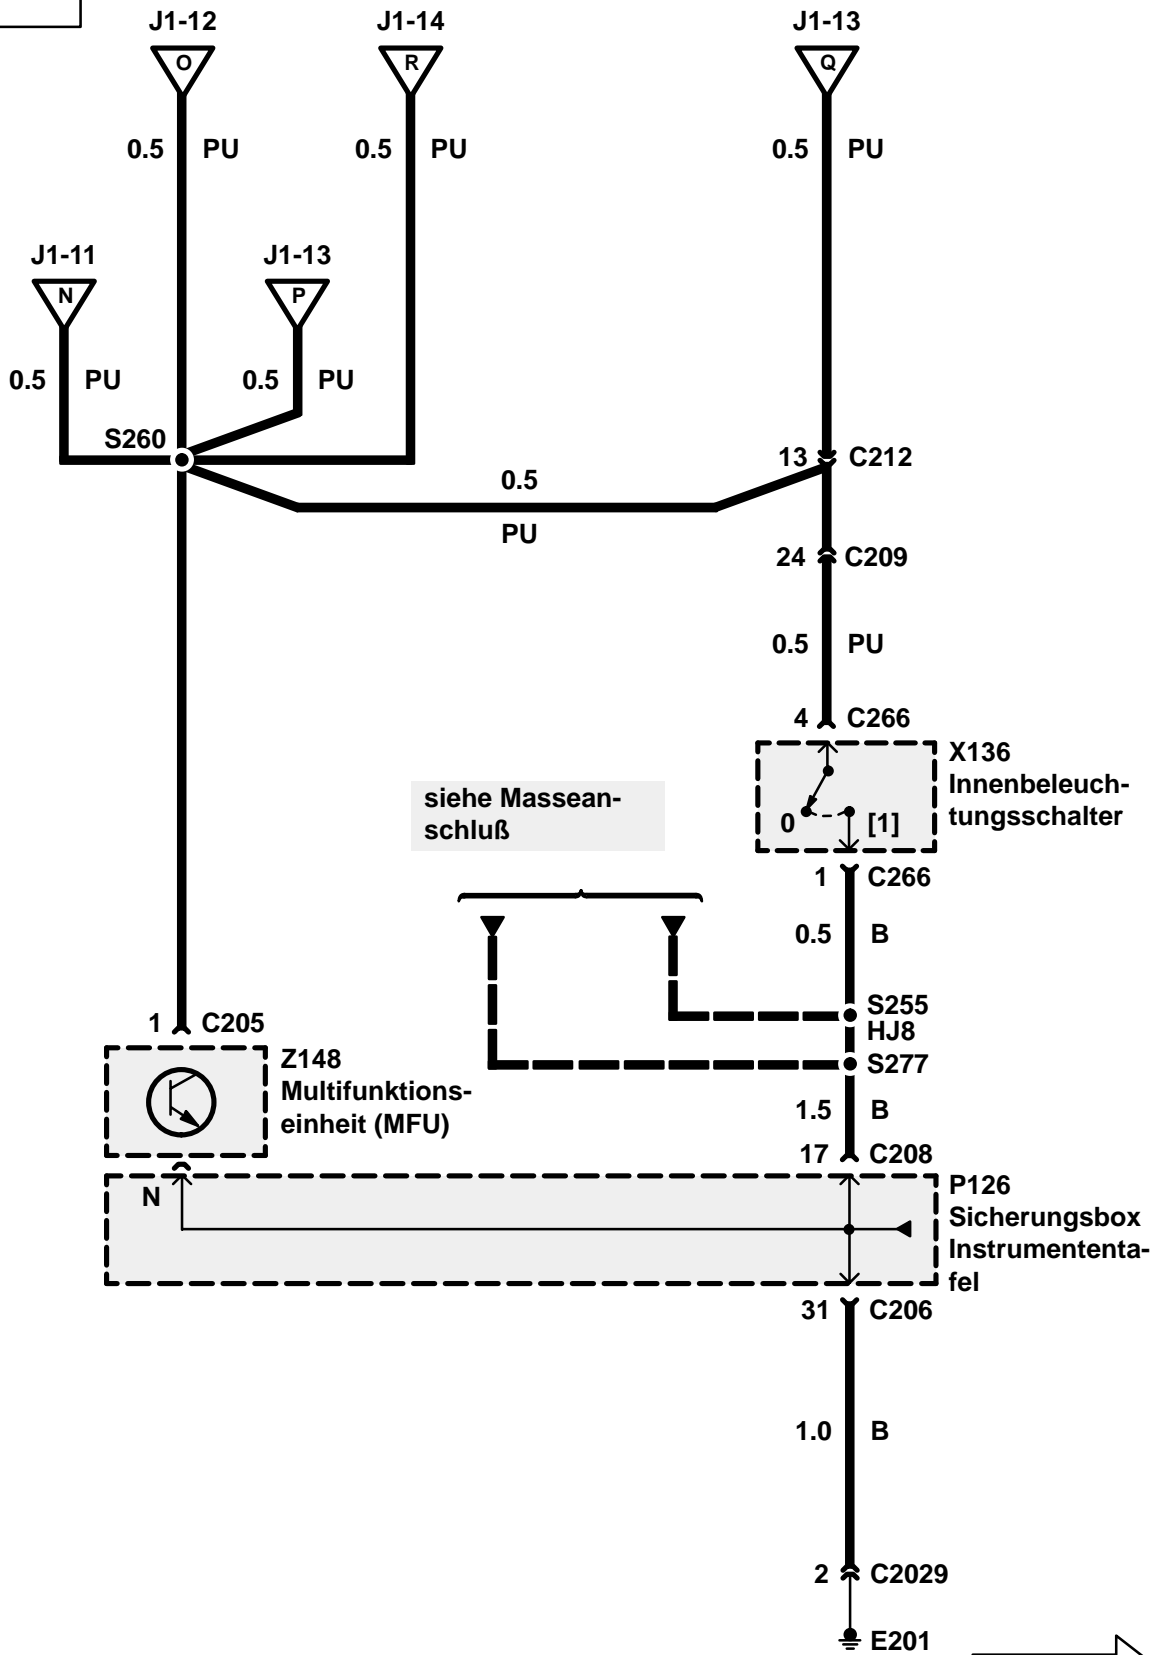 J1-12 J1-14 J1-13
O R Q
0.5 PU 0.5 PU 0.5 PU
J1-11 J1-13
N P
0.5 PU 0.5 PU
S260
13 C212
0.5
PU
24 C209
0.5 PU
4 C266
X136
Innenbeleuch-
tungsschalter
0 [1]
siehe Massean-
schluß
1 C266
0.5 B
S255
HJ8
S277
1 C205
Z148
Multifunktions-
einheit (MFU)
1.5 B
17 C208
N
P126
Sicherungsbox
Instrumententa-
fel
31 C206
1.0 B
2 C2029
E201